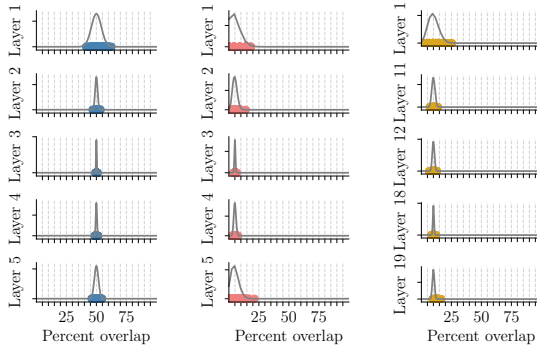 Layer 1
Layer 2
Layer 3
Layer 4
Layer 5
25 50 75
Percent overlap
Layer 1
Layer 2
Layer 3
Layer 4
Layer 5
25 50 75
Percent overlap
Layer 1
Layer 11
Layer 12
Layer 18
Layer 19
25 50 75
Percent overlap